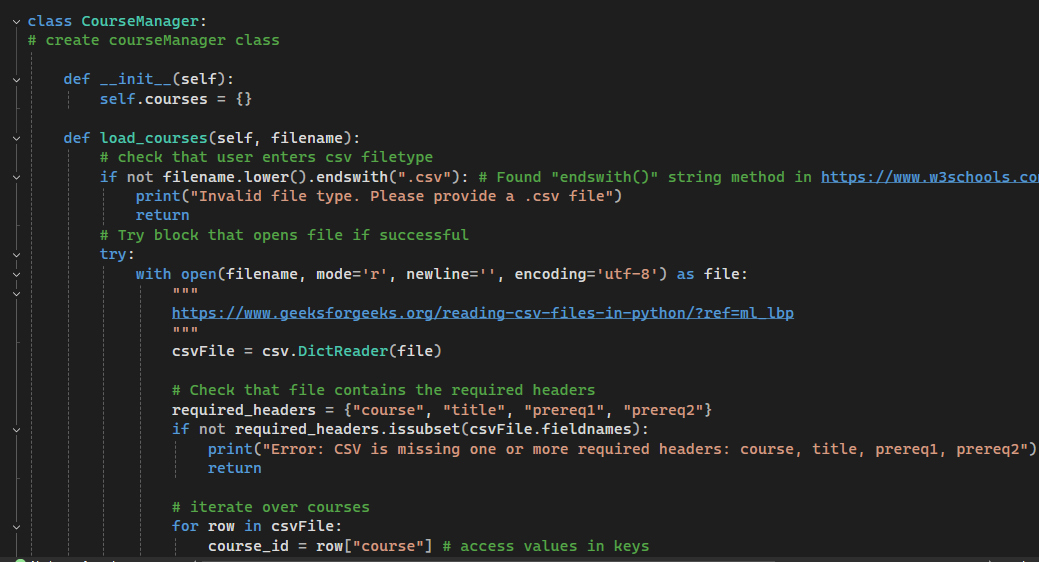 class CourseManager:
# create courseManager class
def __init__(self):
self.courses = {}
def load_courses(self, filename):
# check that user enters csv filetype
if not filename.lower().endswith(".csv"): # Found "endswith()" string method in https://www.w3schools.co
print("Invalid file type. Please provide a .csv file")
return
# Try block that opens file if successful
try:
with open(filename, mode='r', newline='', encoding='utf-8') as file:
"""
https://www.geeksforgeeks.org/reading-csv-files-in-python/?ref=ml_lbp
"""
csvFile = csv.DictReader(file)
# Check that file contains the required headers
required_headers = {"course", "title", "prereq1", "prereq2"}
if not required_headers.issubset(csvFile.fieldnames):
print("Error: CSV is missing one or more required headers: course, title, prereq1, prereq2")
return
# iterate over courses
for row in csvFile:
course_id = row["course"] # access values in keys